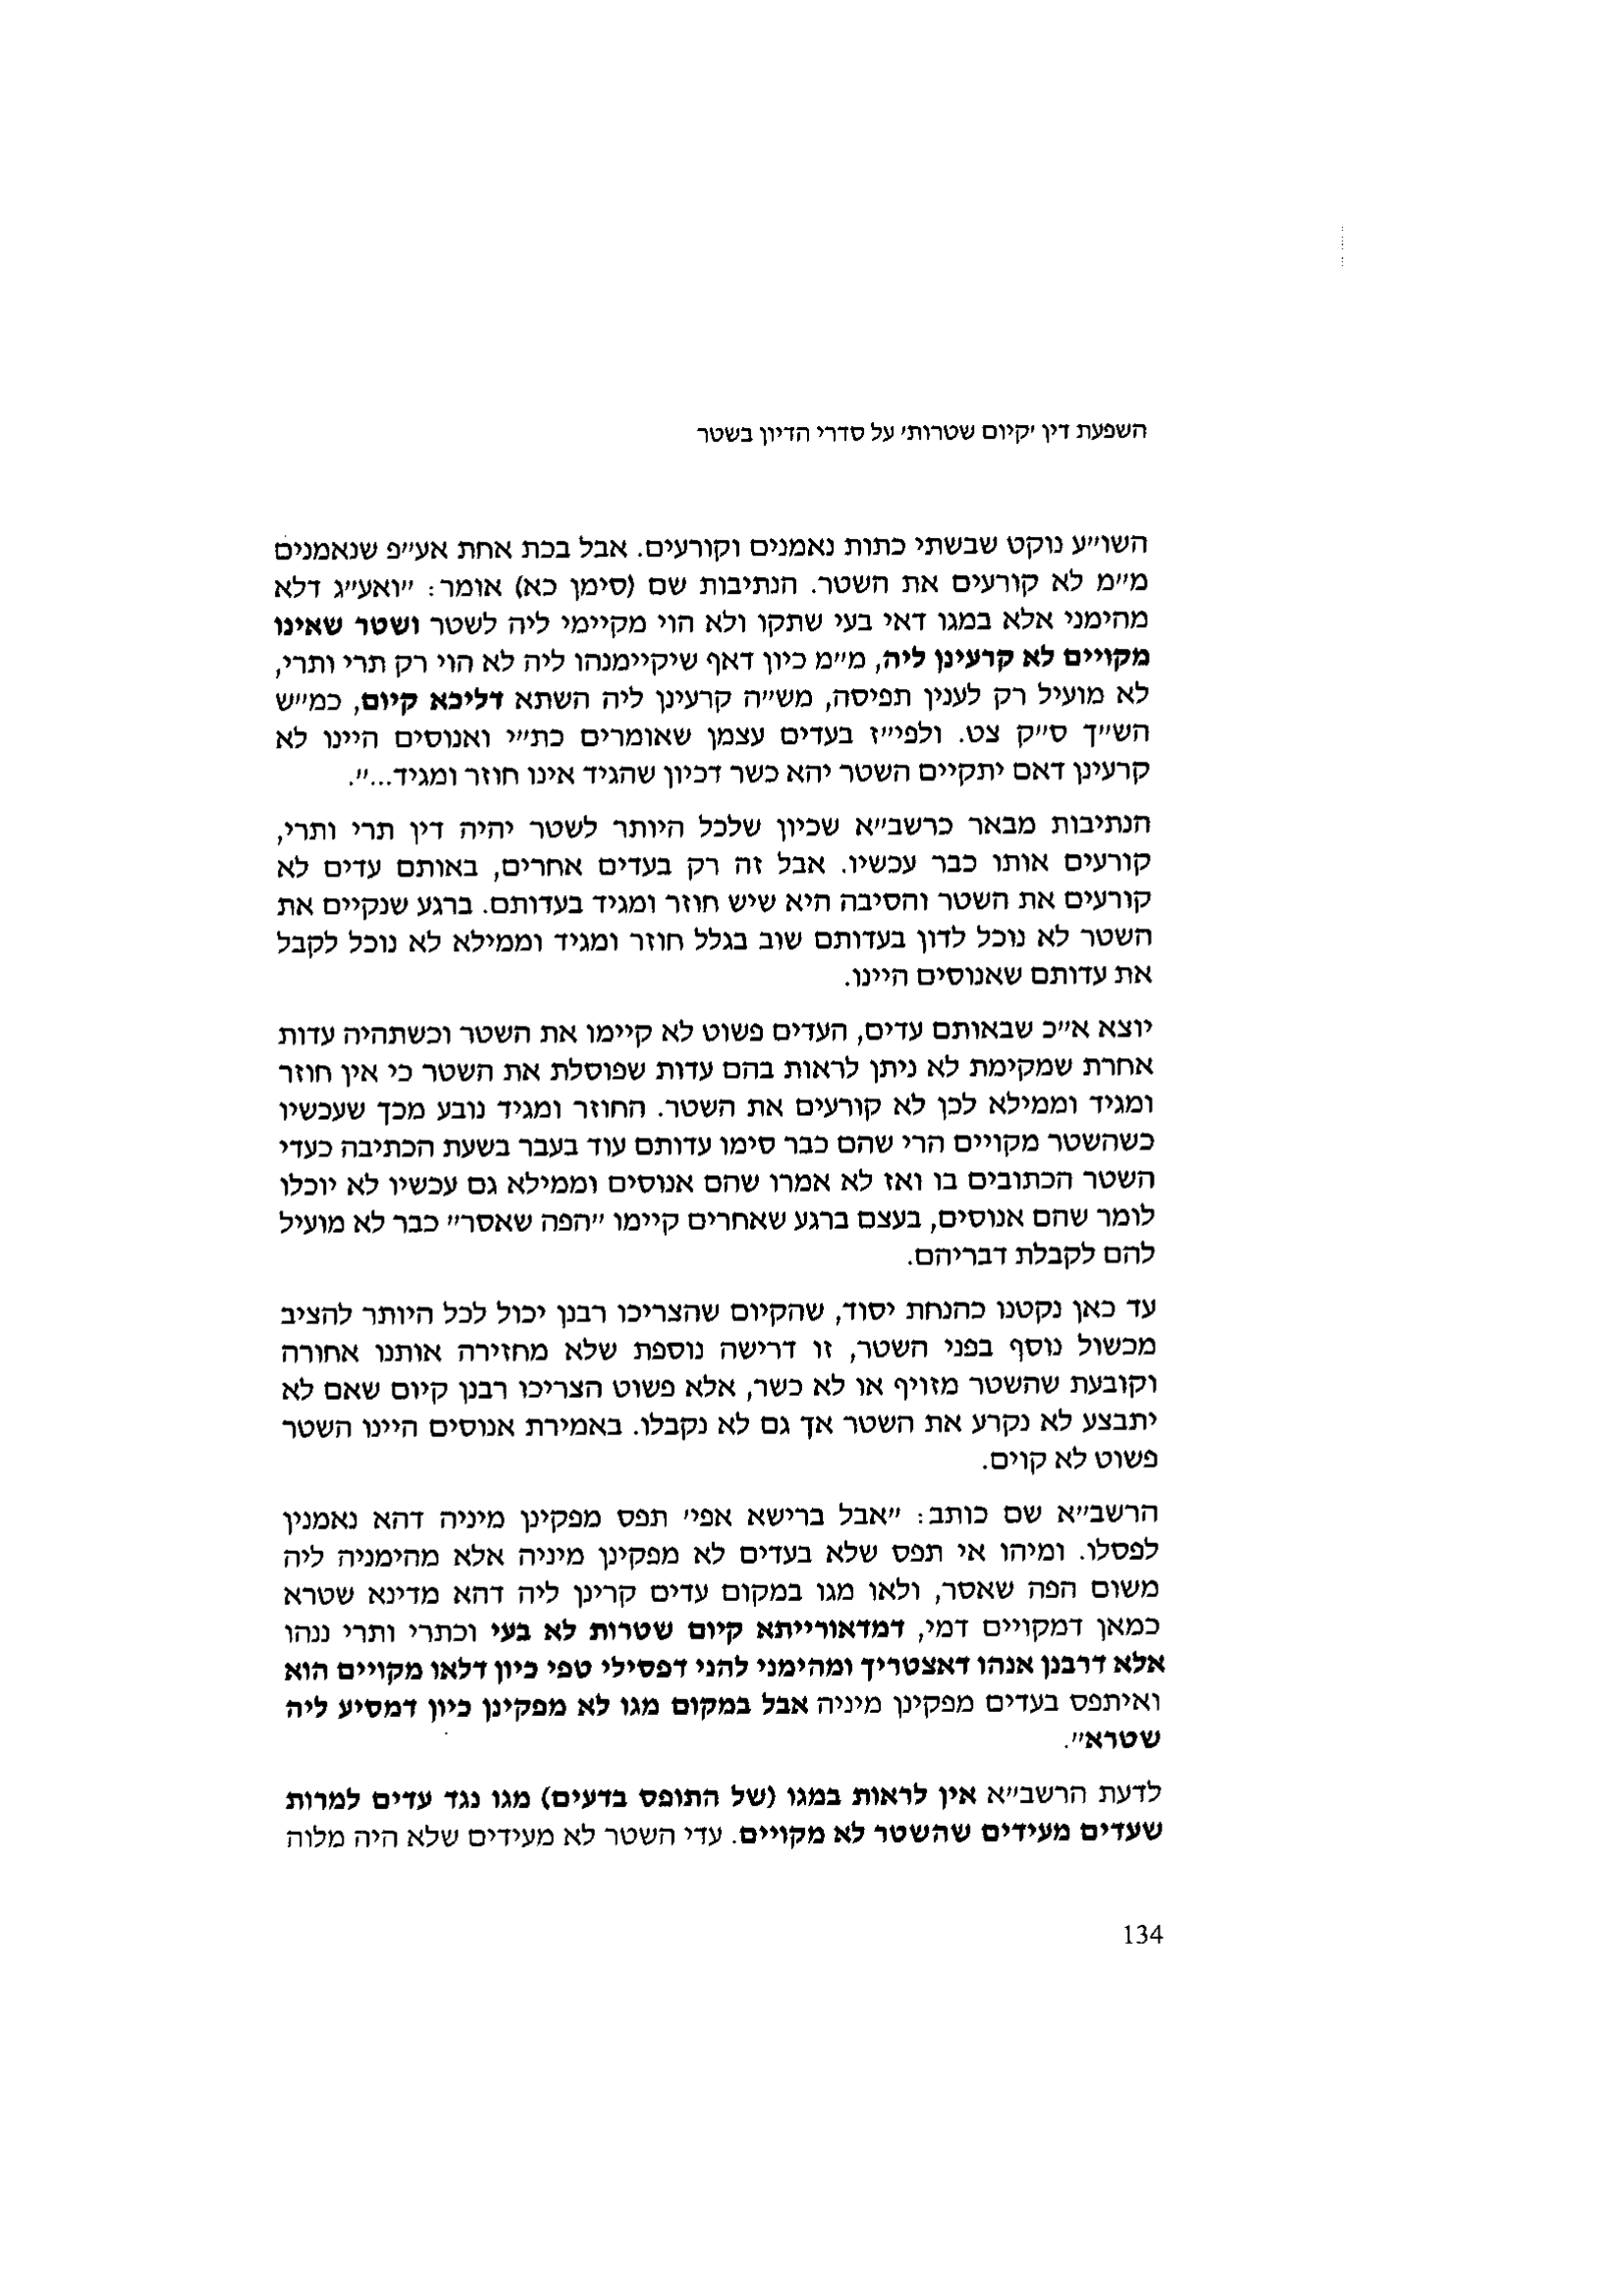 השפעת דין 'קיום שטרות' על סדרי הדיון בשטר
השו״ע נוקט שבשתי כתות נאמנים וקורעים. אבל בכת אחת אע״פ שנאמנים
מ״מ לא קורעים את השטר. הנתיבות שם (סימן כא) אומר: ״ואע״ג דלא
מהימני אלא במגו דאי בעי שתקו ולא הוי מקיימי ליה לשטר ושטר שאינו
מקויים לא קרעינן ליה, מ״מ כיון דאף שיקיימנהו ליה לא הוי רק תרי ותרי,
לא מועיל רק לענין תפיסה, מש״ה קרעינן ליה השתא דליכא קיום, כמ״ש
הש״ך ס״ק צט. ולפי״ז בעדים עצמן שאומרים כת״י ואנוסים היינו לא
קרעינן דאם יתקיים השטר יהא כשר דכיון שהגיד אינו חוזר ומגיד...״.
הנתיבות מבאר כרשב״א שכיון שלכל היותר לשטר יהיה דין תרי ותרי,
קורעים אותו כבר עכשיו. אבל זה רק בעדים אחרים, באותם עדים לא
קורעים את השטר והסיבה היא שיש חוזר ומגיד בעדותם. ברגע שנקיים את
השטר לא נוכל לדון בעדותם שוב בגלל חוזר ומגיד וממילא לא נוכל לקבל
את עדותם שאנוסים היינו.
יוצא א״כ שבאותם עדים, העדים פשוט לא קיימו את השטר וכשתהיה עדות
אחרת שמקימת לא ניתן לראות בהם עדות שפוסלת את השטר כי אין חוזר
ומגיד וממילא לכן לא קורעים את השטר. החוזר ומגיד נובע מכך שעכשיו
כשהשטר מקויים הרי שהם כבר סימו עדותם עוד בעבר בשעת הכתיבה כעדי
השטר הכתובים בו ואז לא אמרו שהם אנוסים וממילא גם עכשיו לא יוכלו
לומר שהם אנוסים, בעצם ברגע שאחרים קיימו ״הפה שאסר״ כבר לא מועיל
להם לקבלת דבריהם.
עד כאן נקטנו כהנחת יסוד, שהקיום שהצריכו רבנן יכול לכל היותר להציב
מכשול נוסף בפני השטר, זו דרישה נוספת שלא מחזירה אותנו אחורה
וקובעת שהשטר מזויף או לא כשר, אלא פשוט הצריכו רבנן קיום שאם לא
יתבצע לא נקרע את השטר אך גם לא נקבלו. באמירת אנוסים היינו השטר
פשוט לא קוים.
הרשב״א שם כותב: ״אבל ברישא אפי' תפס מפקינן מיניה דהא נאמנין
לפסלו. ומיהו אי תפס שלא בעדים לא מפקינן מיניה אלא מהימניה ליה
משום הפה שאסר, ולאו מגו במקום עדים קרינן ליה דהא מדינא שטרא
כמאן דמקויים דמי, דמדאורייתא קיום שטרות לא בעי וכתרי ותרי ננהו
אלא דרבנן אנהו דאצטריך ומהימני להני דפסילי טפי כיון דלאו מקויים הוא
ואיתפס בעדים מפקינן מיניה אבל במקום מגו לא מפקינן כיון דמסיע ליה
שטרא״.
לדעת הרשב״א אין לראות במגו (של התופס בדעים) מגו נגד עדים למרות
שעדים מעידים שהשטר לא מקויים. עדי השטר לא מעידים שלא היה מלוה
134